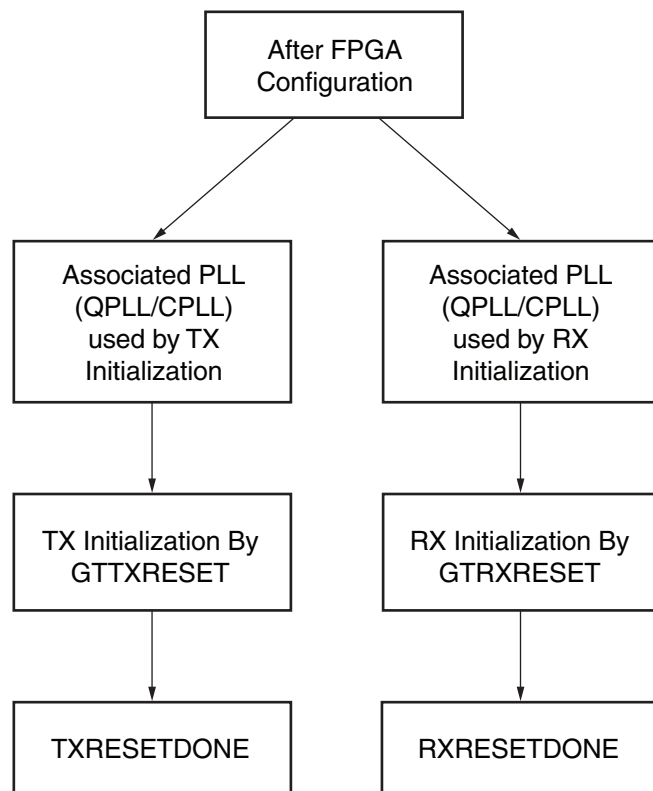 After FPGA
Configuration
Associated PLL
(QPLL/CPLL)
used by TX
Initialization
Associated PLL
(QPLL/CPLL)
used by RX
Initialization
TX Initialization By
GTTXRESET
RX Initialization By
GTRXRESET
TXRESETDONE
RXRESETDONE